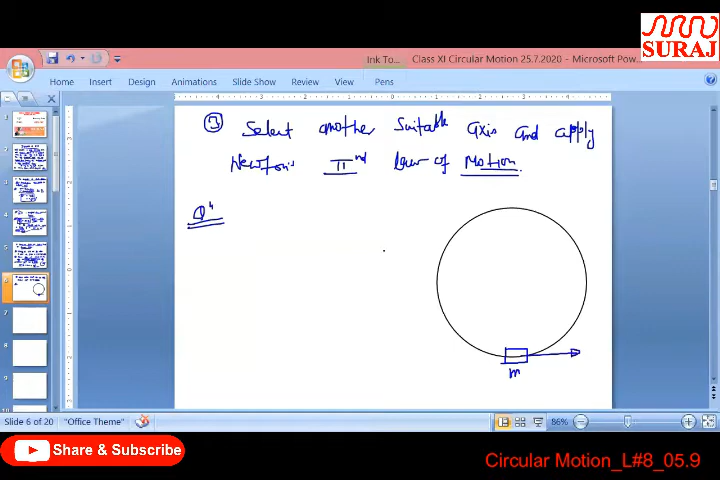 SURAJ
Ink To...
Class XI Circular Motion 25.7.2020 - Microsoft Pow...
Home Insert Design Animations Slide Show Review View Pens
③ Select another suitable axis and apply
Newton's IInd law of Motion.
Q"
m
Slide 6 of 20 "Office Theme" 86%
Share & Subscribe
Circular Motion_L#8_05.9